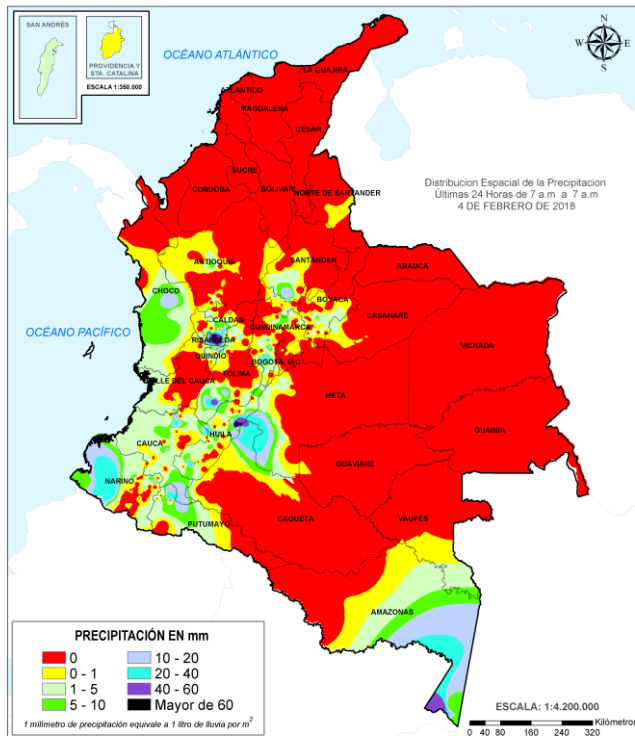 SAN ANDRÉS
PROVIDENCIA Y
STA. CATALINA
ESCALA 1:350.000
OCÉANO ATLÁNTICO
N
W E
S
LA GUAJIRA
ATLANTICO
MAGDALENA
CESAR
SUCRE
CORDOBA
BOLIVAR
NORTE DE SANTANDER
Distribucion Espacial de la Precipitacion
Últimas 24 Horas de 7 a.m a 7 a.m
4 DE FEBRERO DE 2018
ANTIOQUIA
SANTANDER
ARAUCA
CHOCO
BOYACA
CALDAS
CUNDINAMARCA
CASANARE
OCÉANO PACÍFICO
RISARALDA
VICHADA
QUINDIO
BOGOTA, D.C.
TOLIMA
VALLE DEL CAUCA
META
GUAINIA
HUILA
CAUCA
GUAVIARE
NARIÑO
CAQUETA
VAUPES
PUTUMAYO
AMAZONAS
PRECIPITACIÓN EN mm
0
10 - 20
0 - 1
20 - 40
1 - 5
40 - 60
5 - 10
Mayor de 60
1 milimetro de precipitación equivale a 1 litro de lluvia por m²
ESCALA: 1:4.200.000
Kilómetros
0 40 80 160 240 320